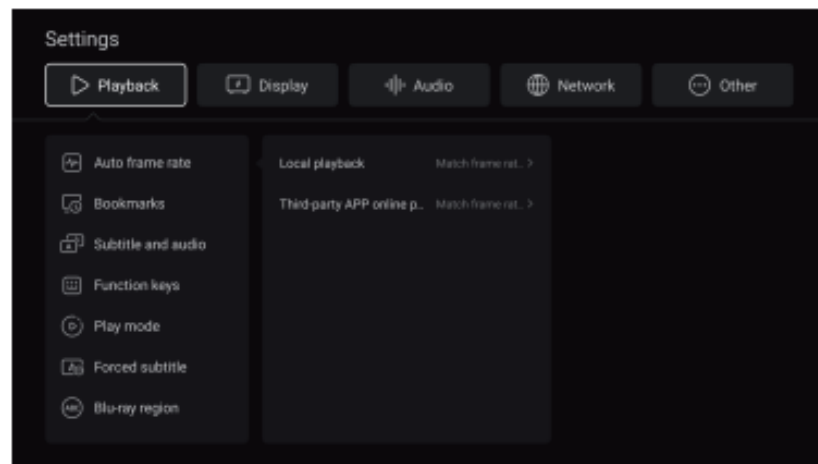 Settings
Playback Display Audio Network Other
Auto frame rate Local playback Match frame rat.. >
Bookmarks Third-party APP online p... Match frame rat.. >
Subtitle and audio
Function keys
Play mode
Forced subtitle
Blu-ray region